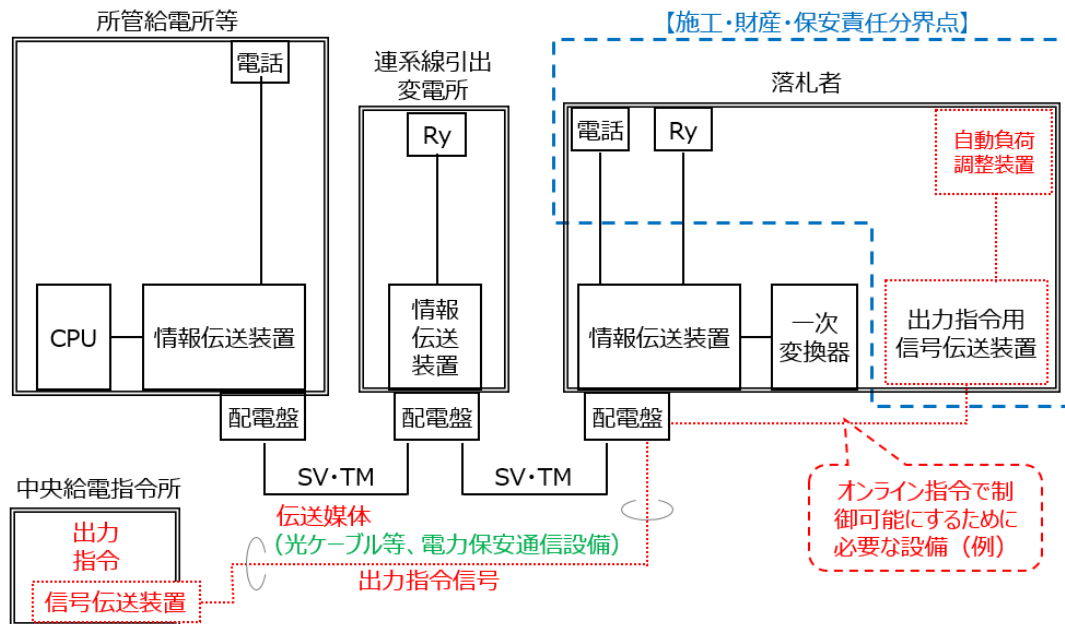 所管給電所等
電話
CPU
情報伝送装置
配電盤
連系線引出
変電所
Ry
情報
伝送
装置
配電盤
【施工・財産・保安責任分界点】
落札者
電話
Ry
自動負荷
調整装置
情報伝送装置
一次
変換器
出力指令用
信号伝送装置
配電盤
SV・TM
SV・TM
中央給電指令所
出力
指令
信号伝送装置
伝送媒体
(光ケーブル等、電力保安通信設備)
出力指令信号
オンライン指令で制
御可能にするために
必要な設備（例）